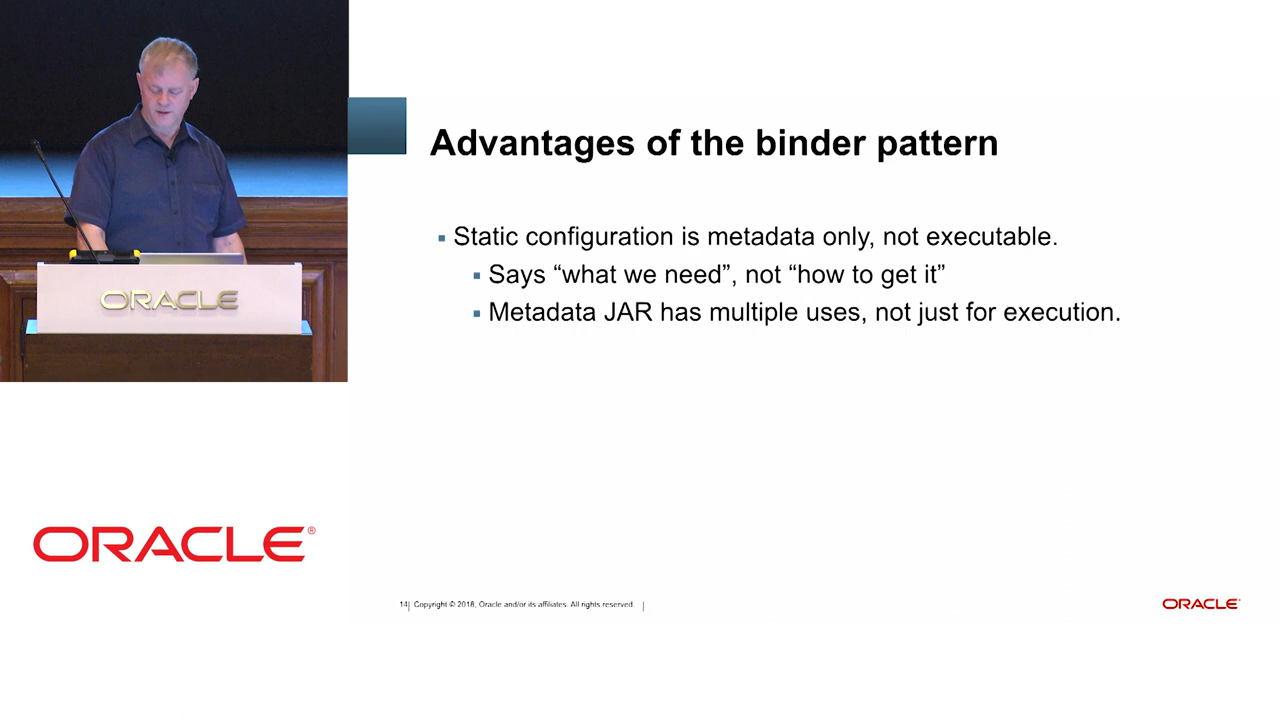 ORACLE
Advantages of the binder pattern
▪ Static configuration is metadata only, not executable.
▪ Says “what we need”, not “how to get it”
▪ Metadata JAR has multiple uses, not just for execution.
ORACLE®
14| Copyright © 2018, Oracle and/or its affiliates. All rights reserved. |
ORACLE®